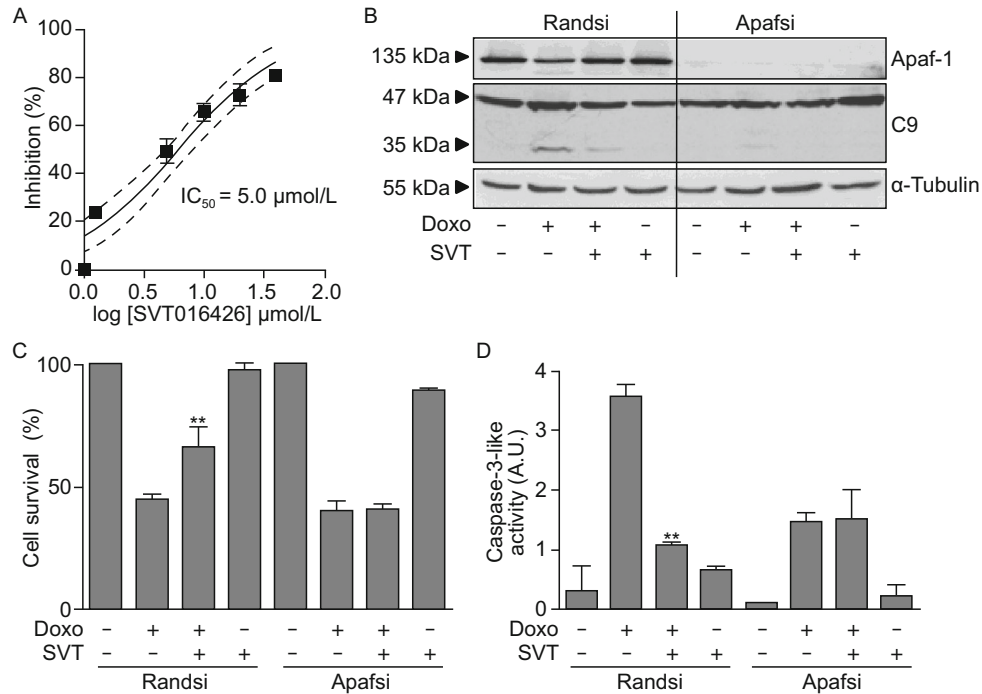 A
Inhibition (%)
100
80
60
40
20
0
IC50 = 5.0 μmol/L
0.0 0.5 1.0 1.5 2.0
log [SVT016426] μmol/L
B
Randsi Apafsi
135 kDa Apaf-1
47 kDa
C9
35 kDa
55 kDa α-Tubulin
Doxo – + + – – + + –
SVT – – + + – – + +
C
Cell survival (%)
100
50
0
**
Doxo – + + – – + + –
SVT – – + + – – + +
Randsi Apafsi
D
Caspase-3-like
activity (A.U.)
4
3
2
1
0
**
Doxo – + + – – + + –
SVT – – + + – – + +
Randsi Apafsi